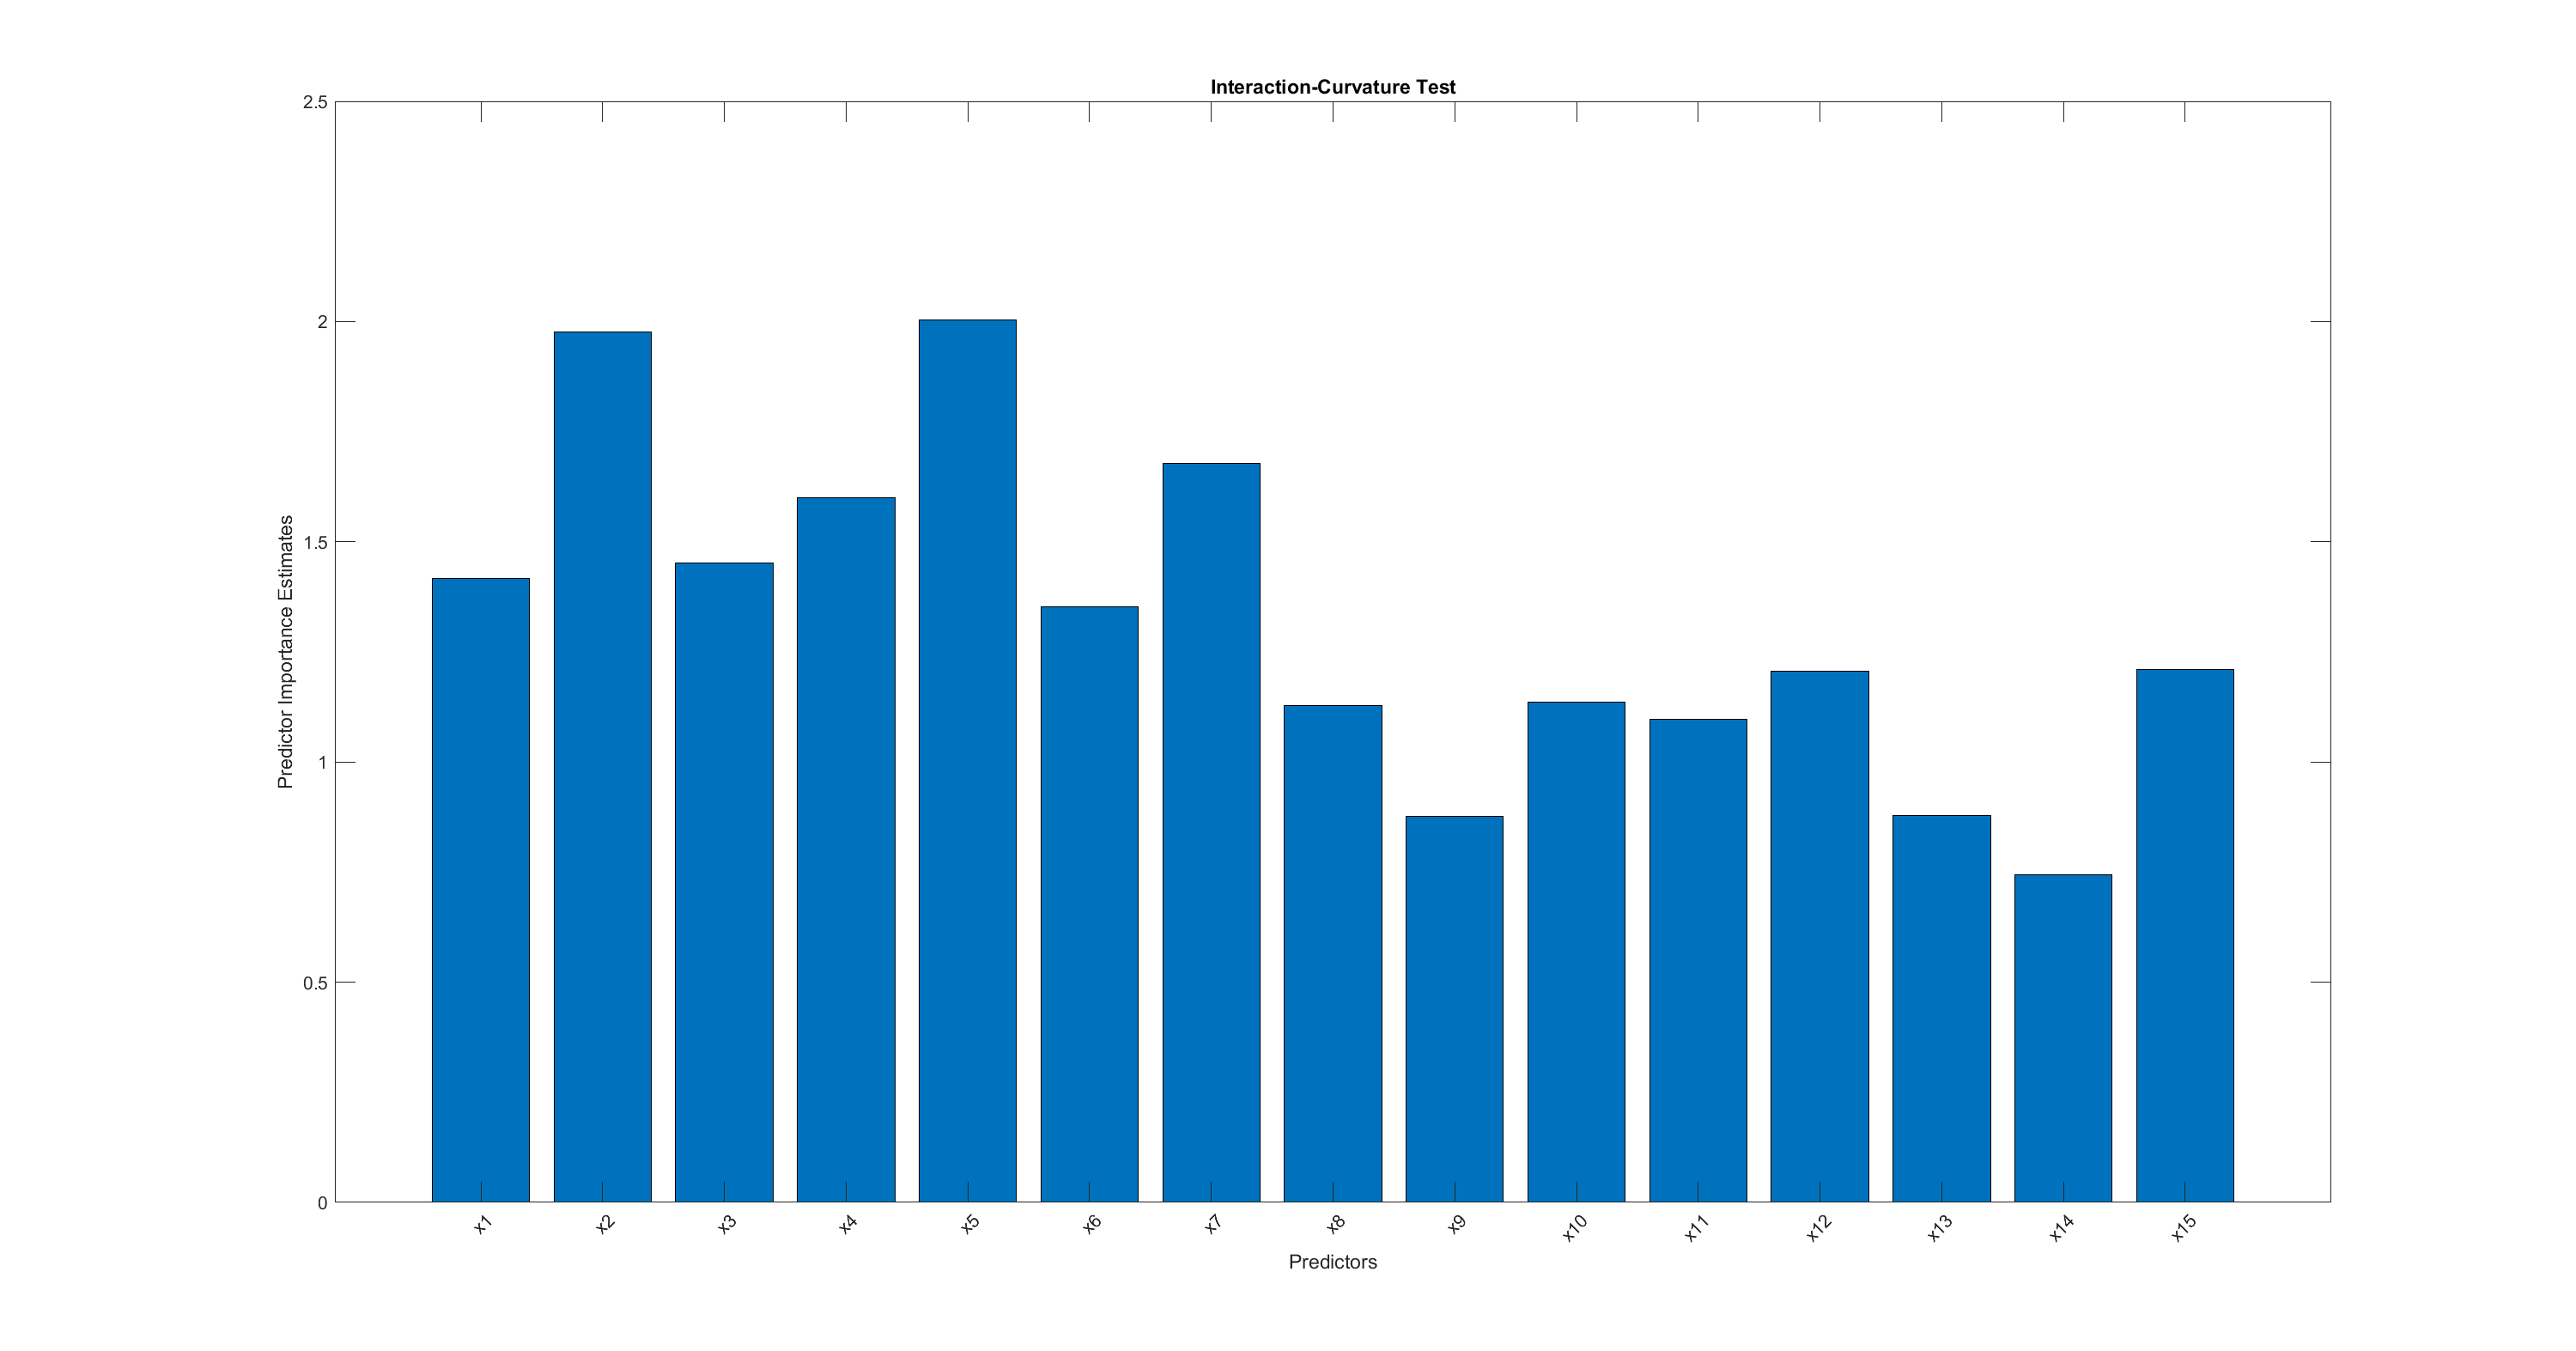 Interaction-Curvature Test
2.5
2
1.5
1
0.5
0
Predictor Importance Estimates
x1
x2
x3
x4
x5
x6
x7
x8
x9
x10
x11
x12
x13
x14
x15
Predictors